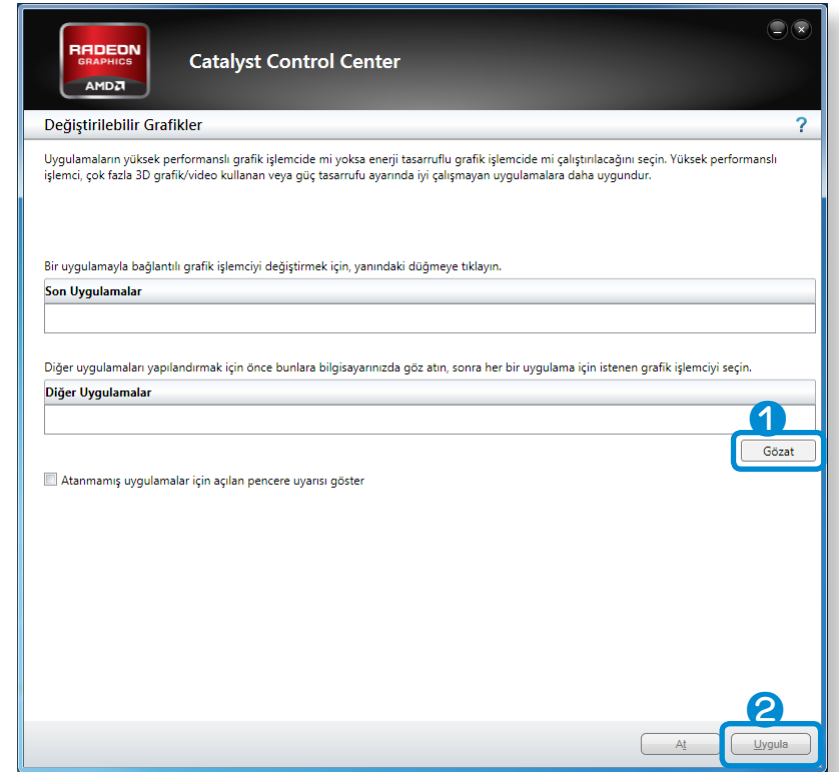 RADEON
GRAPHICS
AMD
Catalyst Control Center
Değiştirilebilir Grafikler
?
Uygulamaların yüksek performanslı grafik işlemcide mi yoksa enerji tasarruflu grafik işlemcide mi çalıştırılacağını seçin. Yüksek performanslı
işlemci, çok fazla 3D grafik/video kullanan veya güç tasarrufu ayarında iyi çalışmayan uygulamalara daha uygundur.
Bir uygulamayla bağlantılı grafik işlemciyi değiştirmek için, yanındaki düğmeye tıklayın.
Son Uygulamalar
Diğer uygulamaları yapılandırmak için önce bunlara bilgisayarınızda göz atın, sonra her bir uygulama için istenen grafik işlemciyi seçin.
Diğer Uygulamalar
1
Gözat
Atanmamış uygulamalar için açılan pencere uyarısı göster
2
At
Uygula